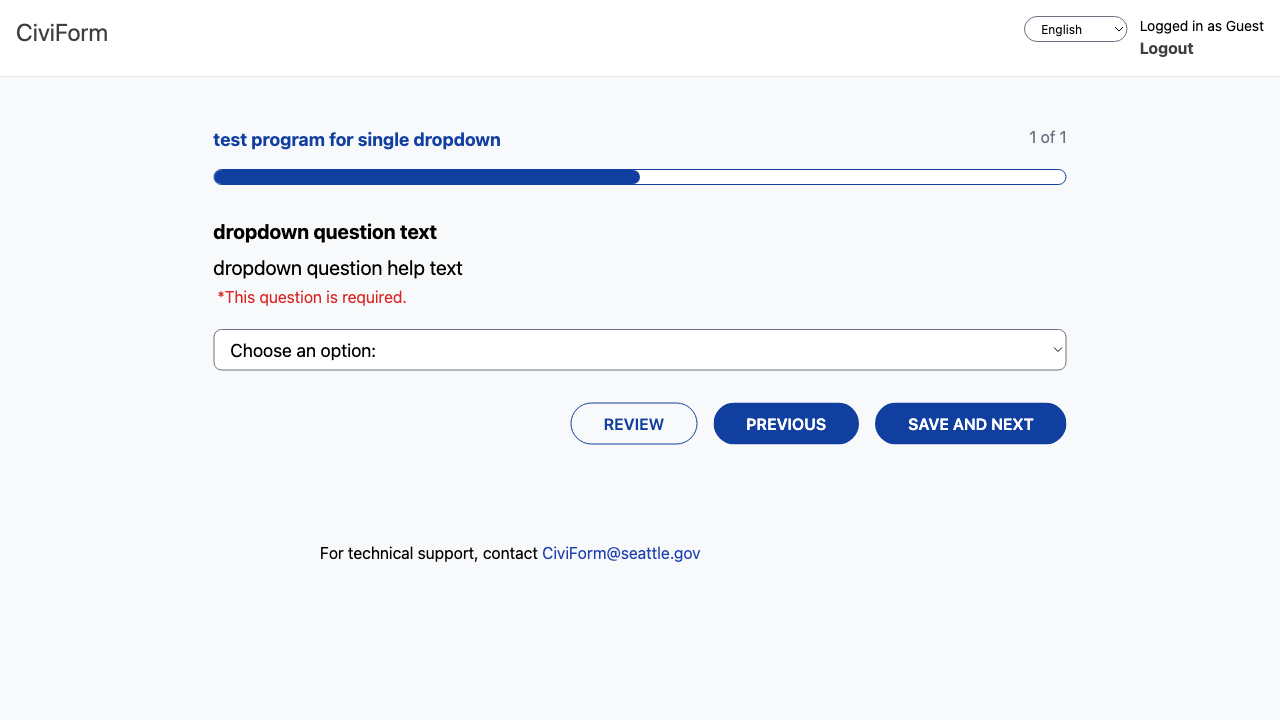 CiviForm
English
Logged in as Guest
Logout
test program for single dropdown
1 of 1
dropdown question text
dropdown question help text
*This question is required.
Choose an option:
REVIEW
PREVIOUS
SAVE AND NEXT
For technical support, contact CiviForm@seattle.gov